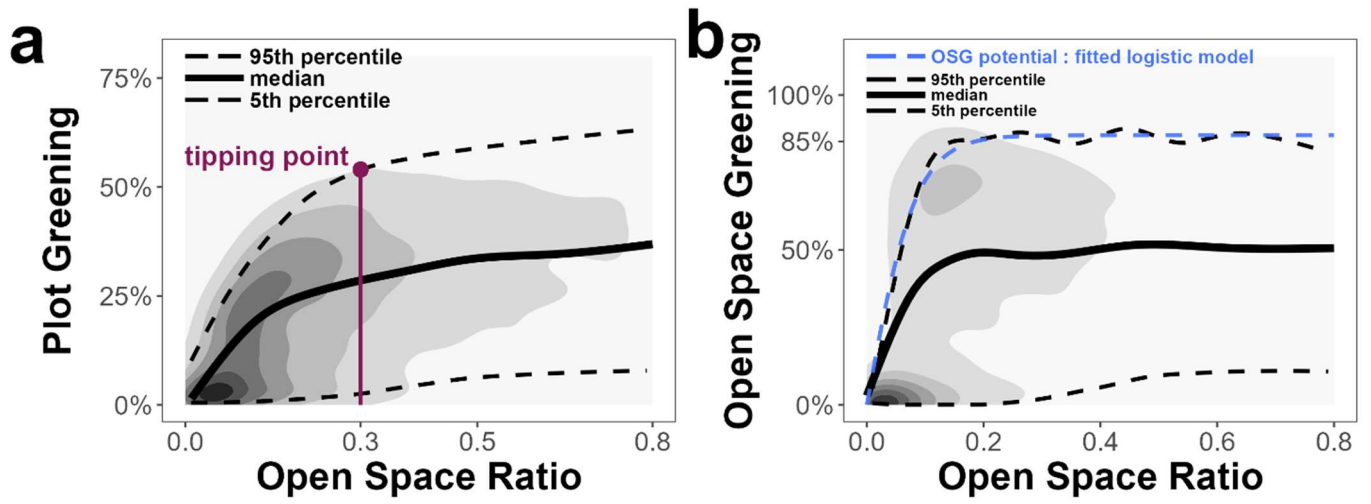 a
95th percentile
median
5th percentile
tipping point
75%
50%
25%
0%
Plot Greening
0.0
0.3
0.5
0.8
Open Space Ratio
b
OSG potential : fitted logistic model
95th percentile
median
5th percentile
100%
85%
50%
0%
Open Space Greening
0.0
0.2
0.4
0.6
0.8
Open Space Ratio